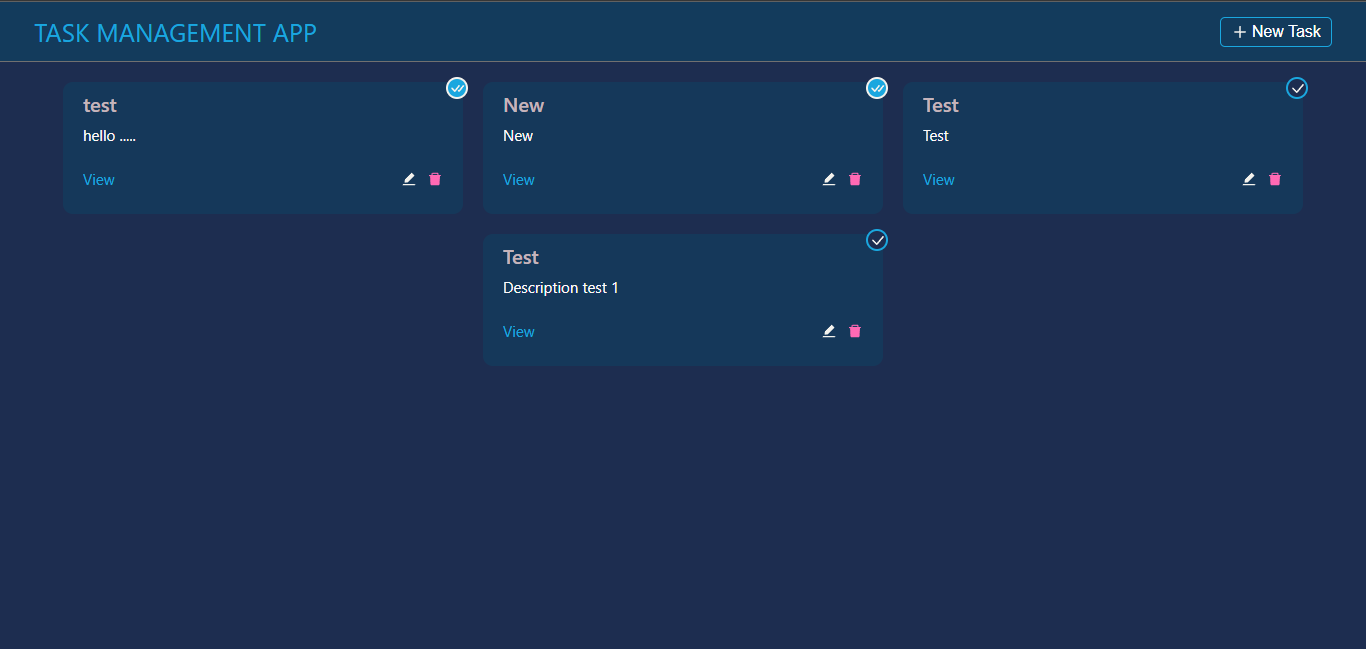 TASK MANAGEMENT APP
+ New Task
test
hello .....
View
New
New
View
Test
Test
View
Test
Description test 1
View